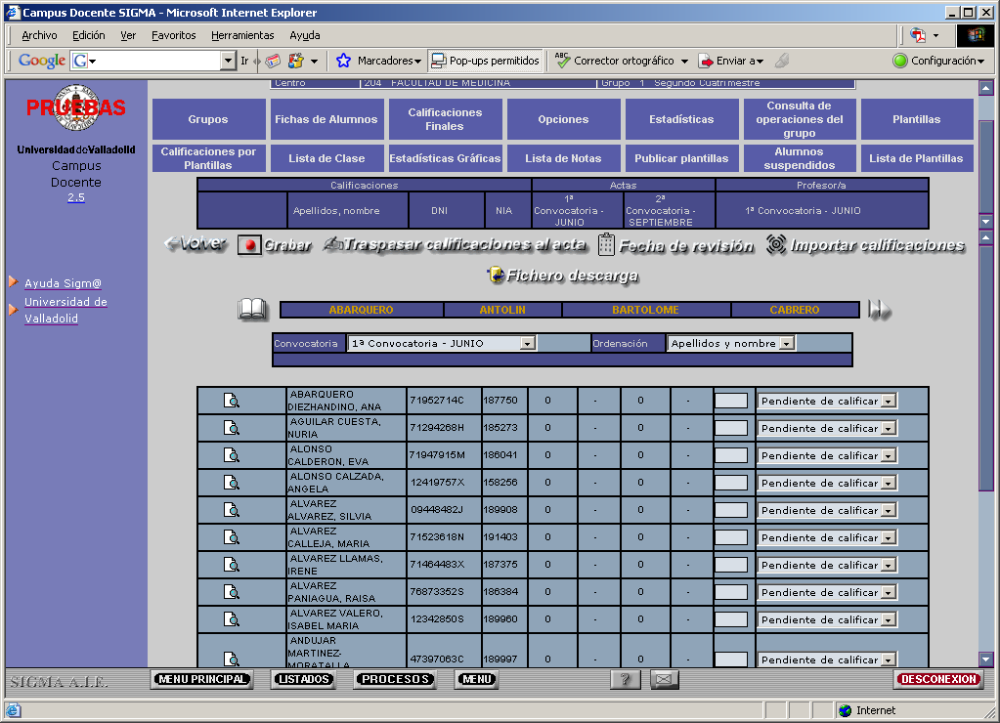 Campus Docente SIGMA - Microsoft Internet Explorer
Archivo Edición Ver Favoritos Herramientas Ayuda
Google G Ir Marcadores Pop-ups permitidos ABC Corrector ortográfico Enviar a Configuración
PRUEBAS
Universidad de Valladolid
Campus
Docente
2.5
Ayuda Sigm@
Universidad de
Valladolid
Centro 204 FACULTAD DE MEDICINA Grupo 1 Segundo Cuatrimestre
Grupos Fichas de Alumnos Calificaciones Finales Opciones Estadísticas Consulta de operaciones del grupo Plantillas
Calificaciones por Plantillas Lista de Clase Estadísticas Gráficas Lista de Notas Publicar plantillas Alumnos suspendidos Lista de Plantillas
Calificaciones Actas Profesor/a
Apellidos, nombre DNI NIA 1ª Convocatoria - JUNIO 2ª Convocatoria - SEPTIEMBRE 1ª Convocatoria - JUNIO
Volver Grabar Traspasar calificaciones al acta Fecha de revisión Importar calificaciones
Fichero descarga
ABARQUERO ANTOLIN BARTOLOME CABRERO
Convocatoria 1ª Convocatoria - JUNIO Ordenación Apellidos y nombre
ABARQUERO DIEZHANDINO, ANA 71952714C 187750 0 - 0 - Pendiente de calificar
AGUILAR CUESTA, NURIA 71294268H 185273 0 - 0 - Pendiente de calificar
ALONSO CALDERON, EVA 71947915M 186041 0 - 0 - Pendiente de calificar
ALONSO CALZADA, ANGELA 12419757X 158256 0 - 0 - Pendiente de calificar
ALVAREZ ALVAREZ, SILVIA 09448482J 189908 0 - 0 - Pendiente de calificar
ALVAREZ CALLEJA, MARIA 71523618N 191403 0 - 0 - Pendiente de calificar
ALVAREZ LLAMAS, IRENE 71464483X 187375 0 - 0 - Pendiente de calificar
ALVAREZ PANIAGUA, RAISA 76873352S 186384 0 - 0 - Pendiente de calificar
ALVAREZ VALERO, ISABEL MARIA 12342850S 189960 0 - 0 - Pendiente de calificar
ANDUJAR MARTINEZ-MORATALLA 47397063C 189997 0 - 0 - Pendiente de calificar
SIGMA A.I.E. MENU PRINCIPAL LISTADOS PROCESOS MENU ? DESCONEXION
Internet